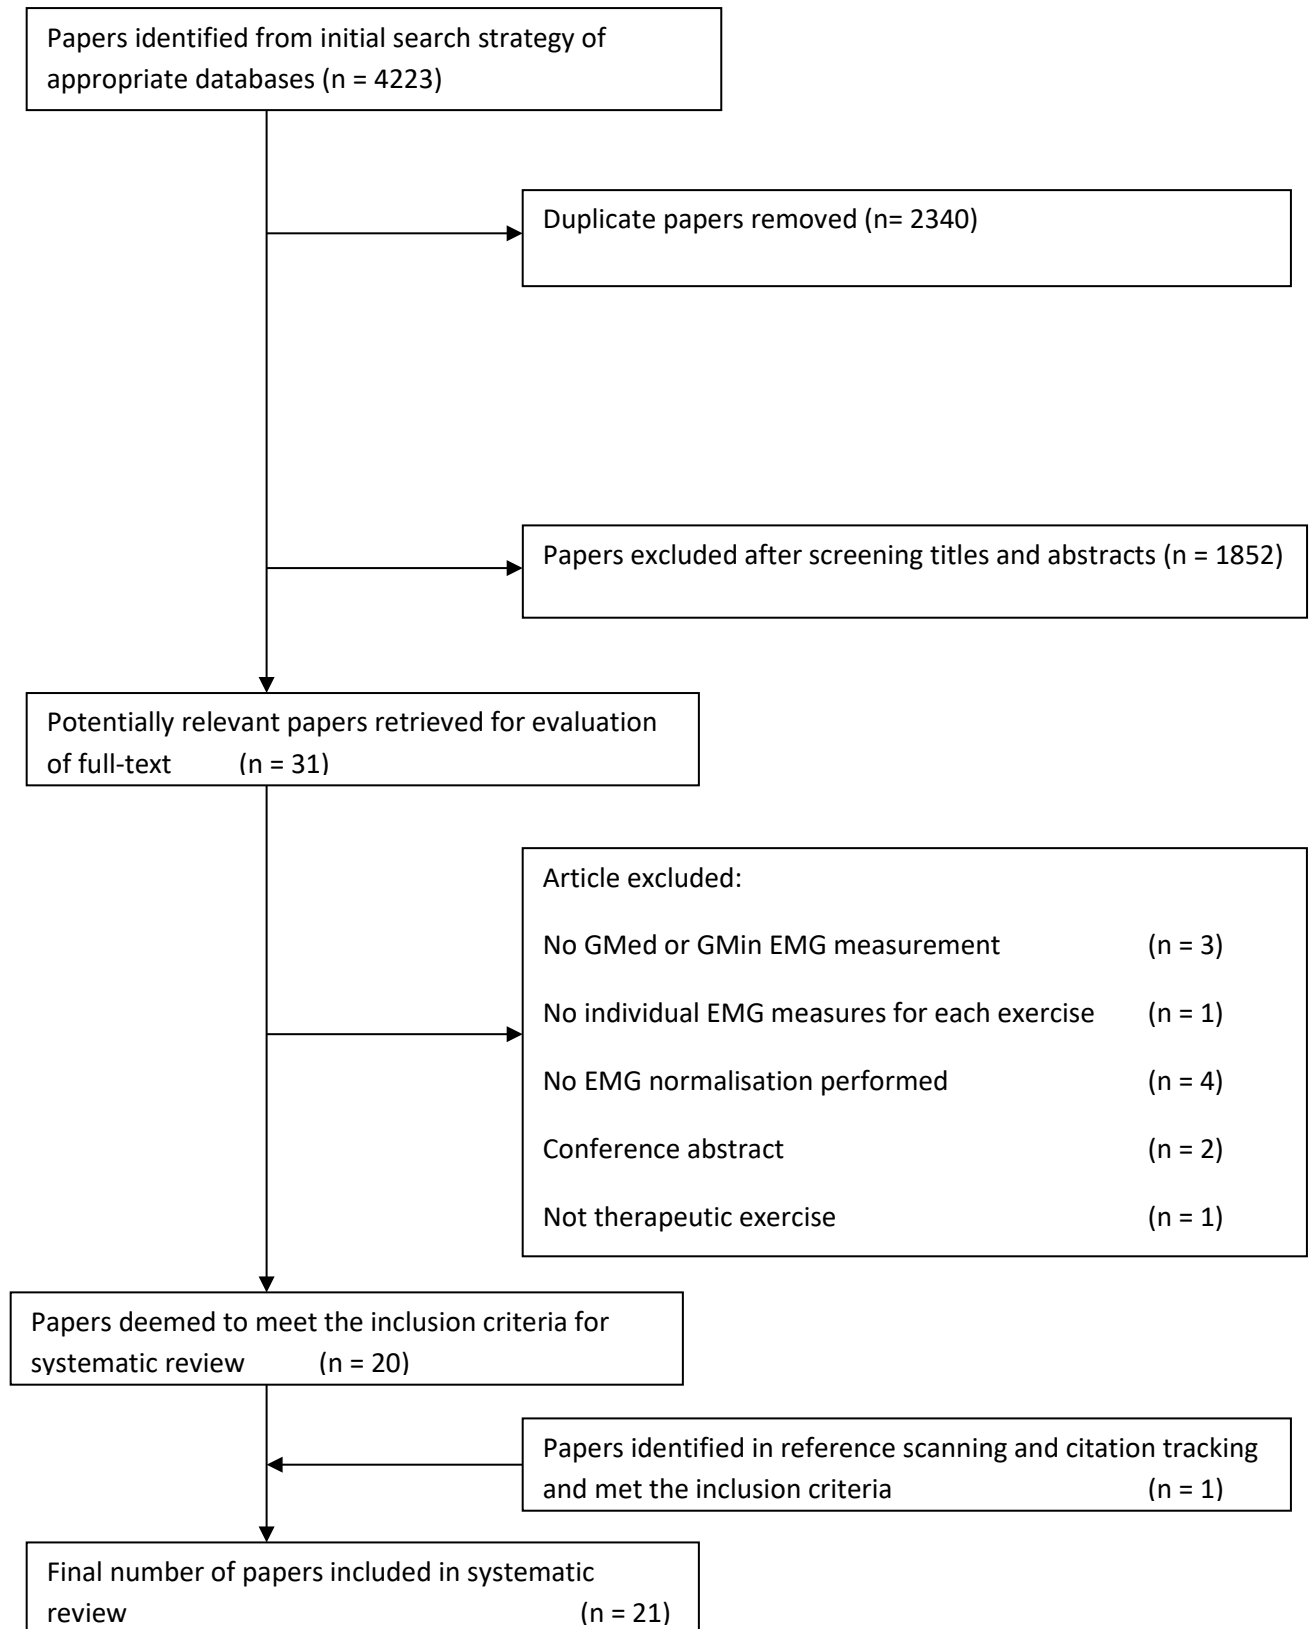 Papers identified from initial search strategy of
appropriate databases (n = 4223)
Duplicate papers removed (n= 2340)
Papers excluded after screening titles and abstracts (n = 1852)
Potentially relevant papers retrieved for evaluation
of full-text (n = 31)
Article excluded:
No GMed or GMin EMG measurement (n = 3)
No individual EMG measures for each exercise (n = 1)
No EMG normalisation performed (n = 4)
Conference abstract (n = 2)
Not therapeutic exercise (n = 1)
Papers deemed to meet the inclusion criteria for
systematic review (n = 20)
Papers identified in reference scanning and citation tracking
and met the inclusion criteria (n = 1)
Final number of papers included in systematic
review (n = 21)